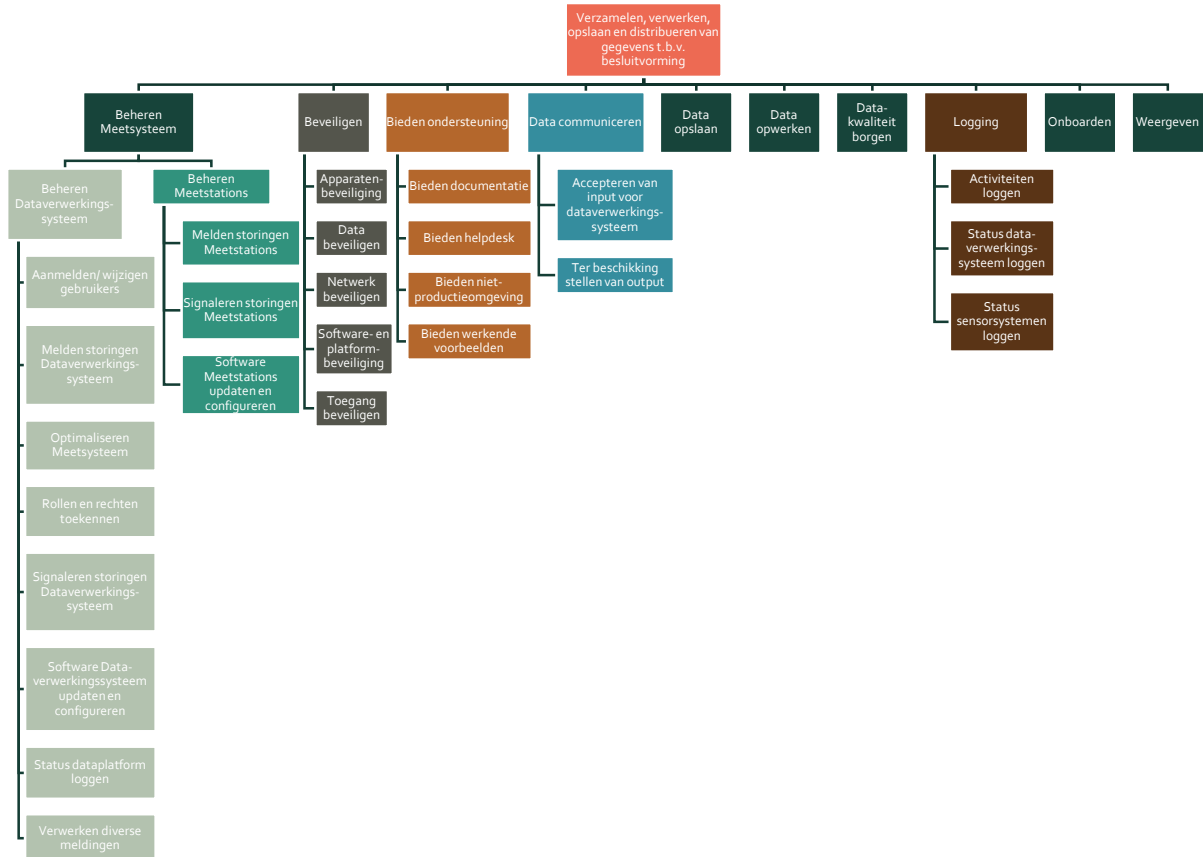 Verzamelen, verwerken,
opslaan en distribueren van
gegevens t.b.v.
besluitvorming
Beheren
Meetsysteem
Beveiligen
Bieden ondersteuning
Data communiceren
Data
opslaan
Data
opwerken
Data-
kwaliteit
borgen
Logging
Onboarden
Weergeven
Beheren
Dataverwerkings-
systeem
Aanmelden/ wijzigen
gebruikers
Melden storingen
Dataverwerkings-
systeem
Optimaliseren
Meetsysteem
Rollen en rechten
toekennen
Signaleren storingen
Dataverwerkings-
systeem
Software Data-
verwerkingssysteem
updaten en
configureren
Status dataplatform
loggen
Verwerken diverse
meldingen
Beheren
Meetstations
Melden storingen
Meetstations
Signaleren storingen
Meetstations
Software
Meetstations
updaten en
configureren
Apparaten-
beveiliging
Data
beveiligen
Netwerk
beveiligen
Software- en
platform-
beveiliging
Toegang
beveiligen
Bieden documentatie
Bieden helpdesk
Bieden niet-
productieomgeving
Bieden werkende
voorbeelden
Accepteren van
input voor
dataverwerkings-
systeem
Ter beschikking
stellen van output
Activiteiten
loggen
Status data-
verwerkings-
systeem loggen
Status
sensorsystemen
loggen